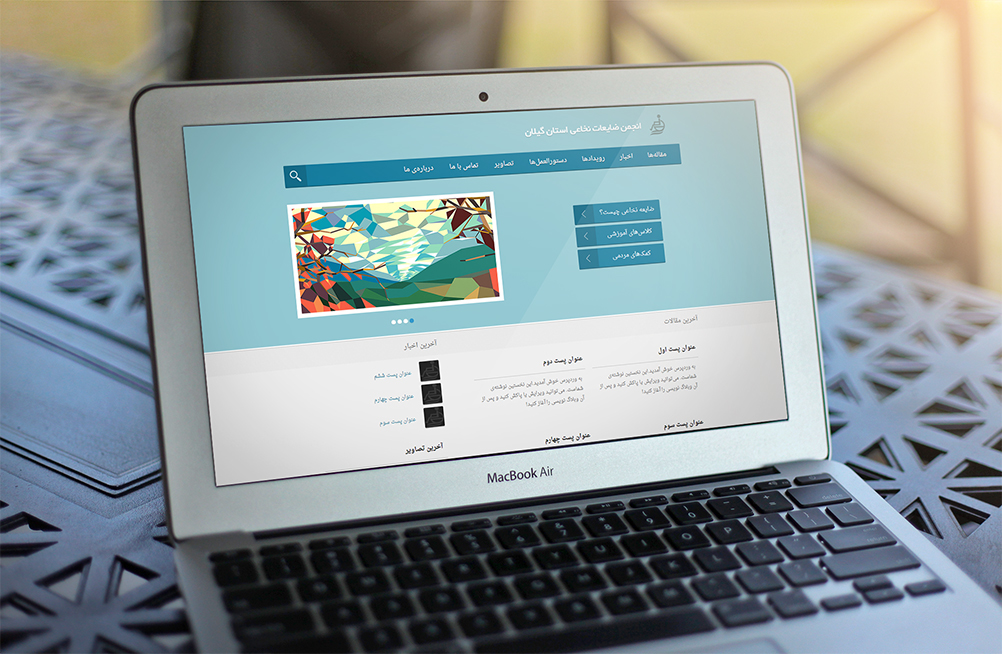 انجمن ضایعات نخاعی استان گیلان
مقاله‌ها اخبار رویدادها دستورالعمل‌ها تصاویر تماس با ما درباره‌ی ما
ضایعه نخاعی چیست؟
کلاس‌های آموزشی
کمک‌های مردمی
آخرین مقالات
عنوان پست اول
به وردپرس خوش آمدید.این نخستین نوشته‌ی
شماست. می‌توانید ویرایش یا پاکش کنید و پس از
آن وبلاگ نویسی را آغاز کنید!
عنوان پست دوم
به وردپرس خوش آمدید.این نخستین نوشته‌ی
شماست. می‌توانید ویرایش یا پاکش کنید و پس از
آن وبلاگ نویسی را آغاز کنید!
عنوان پست سوم
عنوان پست چهارم
آخرین اخبار
عنوان پست ششم
عنوان پست چهارم
عنوان پست سوم
آخرین تصاویر
MacBook Air